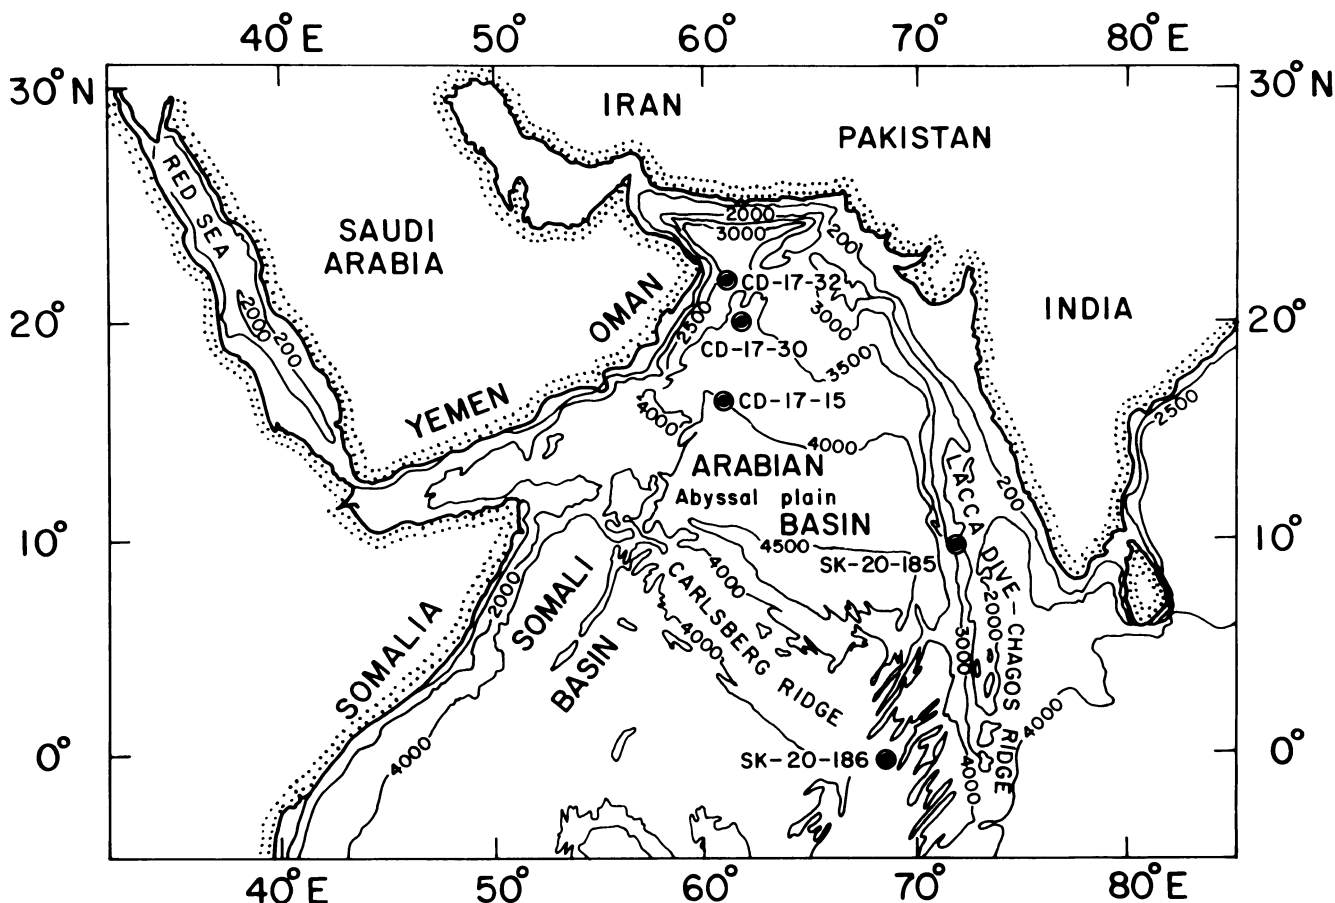 40°E 50° 60° 70° 80°
30°N 30°N
IRAN
PAKISTAN
RED SEA
SAUDI
ARABIA
2000
3000
200
CD-17-32
OMAN
INDIA
2000
200
2500
3000
20° 20°
CD-17-30
3500
YEMEN
4000
CD-17-15
2500
4000
ARABIAN
LACCA DIVE-CHAGOS RIDGE
200
Abyssal plain
BASIN
10° 10°
4500
SK-20-185
4000
CARLSBERG RIDGE
2000
SOMALI
BASIN
2000
SOMALIA
4000
3000
4000
0° 0°
4000
SK-20-186
4000
40°E 50° 60° 70° 80°